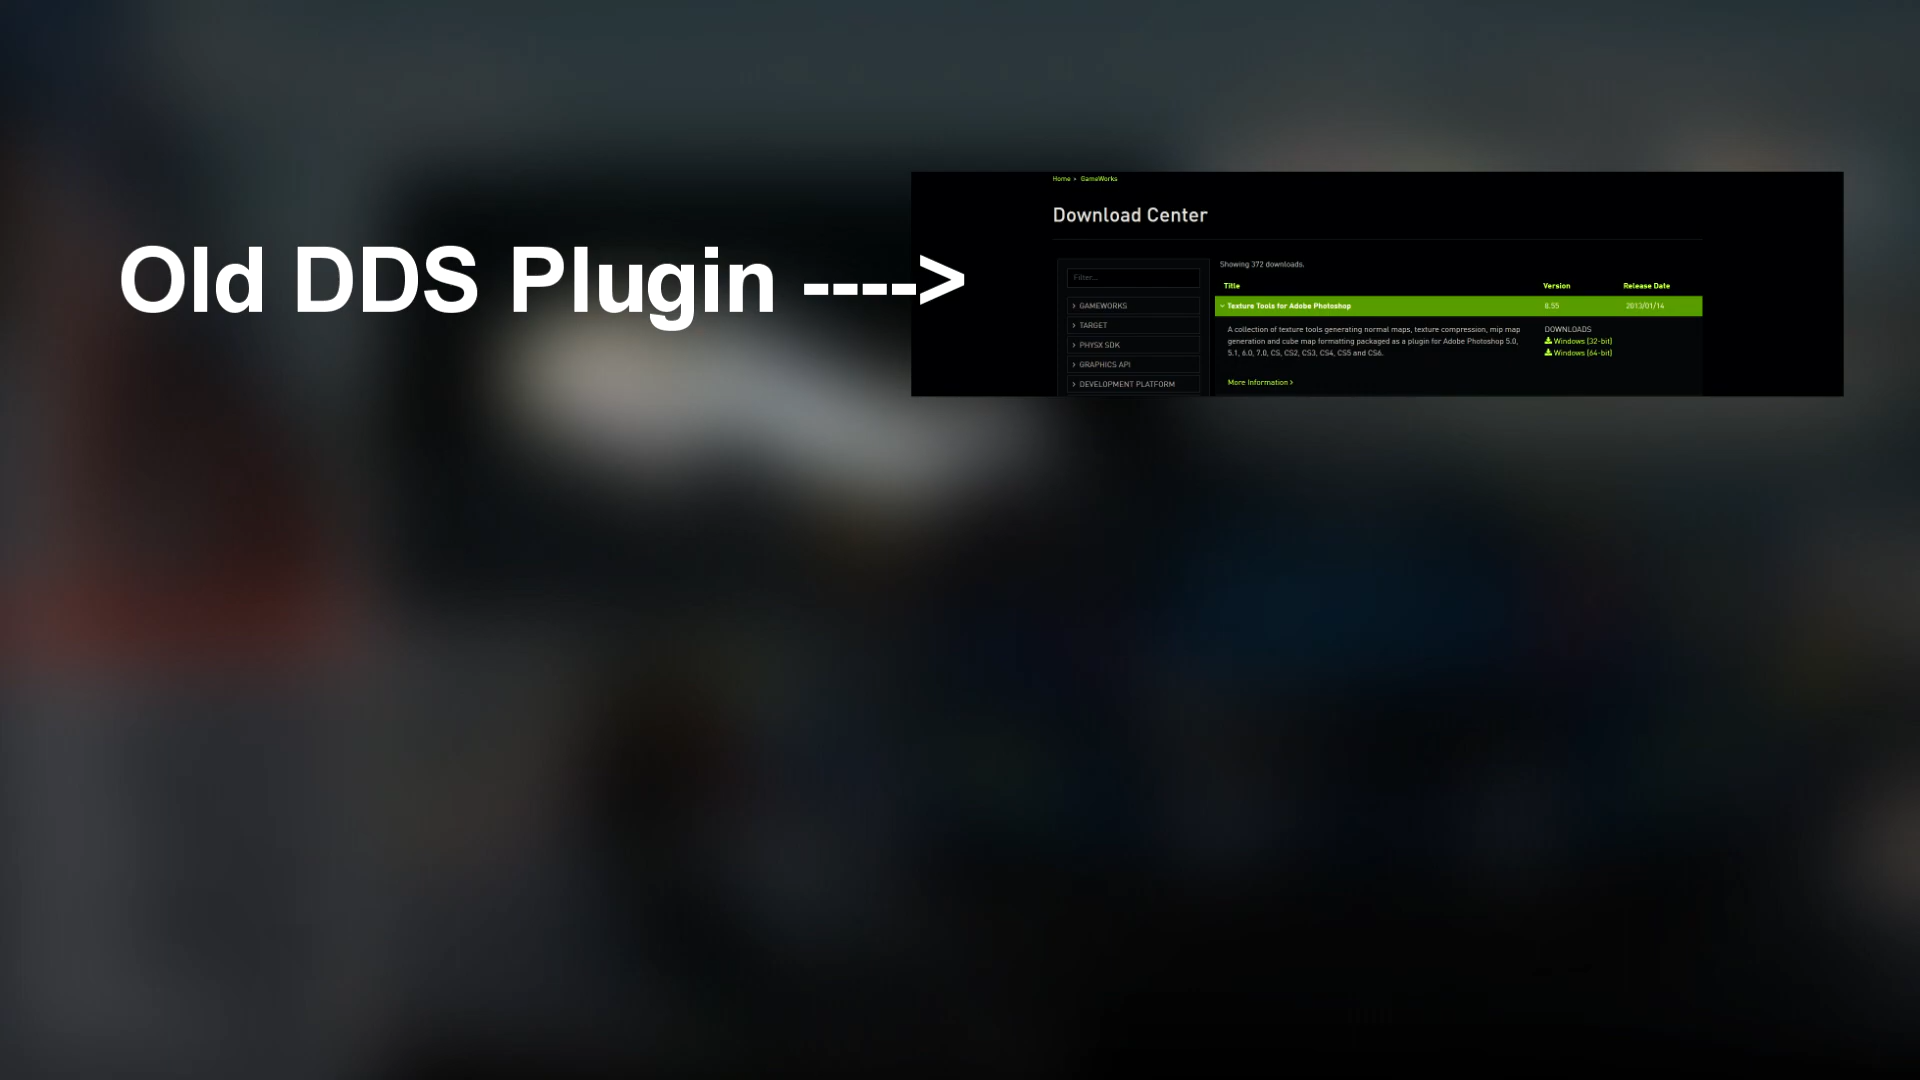 Old DDS Plugin ---->
Home › GameWorks
Download Center
Filter...
GAMEWORKS
TARGET
PHYSX SDK
GRAPHICS API
DEVELOPMENT PLATFORM
Showing 372 downloads.
Title Version Release Date
Texture Tools for Adobe Photoshop 8.55 2013/01/14
A collection of texture tools generating normal maps, texture compression, mip map
generation and cube map formatting packaged as a plugin for Adobe Photoshop 5.0,
5.1, 6.0, 7.0, CS, CS2, CS3, CS4, CS5 and CS6.
DOWNLOADS
Windows (32-bit)
Windows (64-bit)
More Information ›